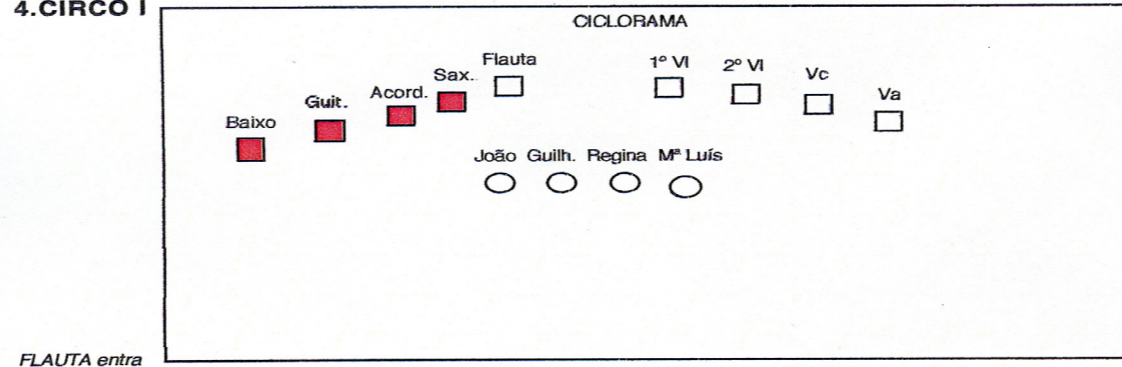 4.CIRCO I
CICLORAMA
Baixo
Guit.
Acord.
Sax.
Flauta
1º Vl
2º Vl
Vc
Va
João Guilh. Regina Mª Luís
FLAUTA entra